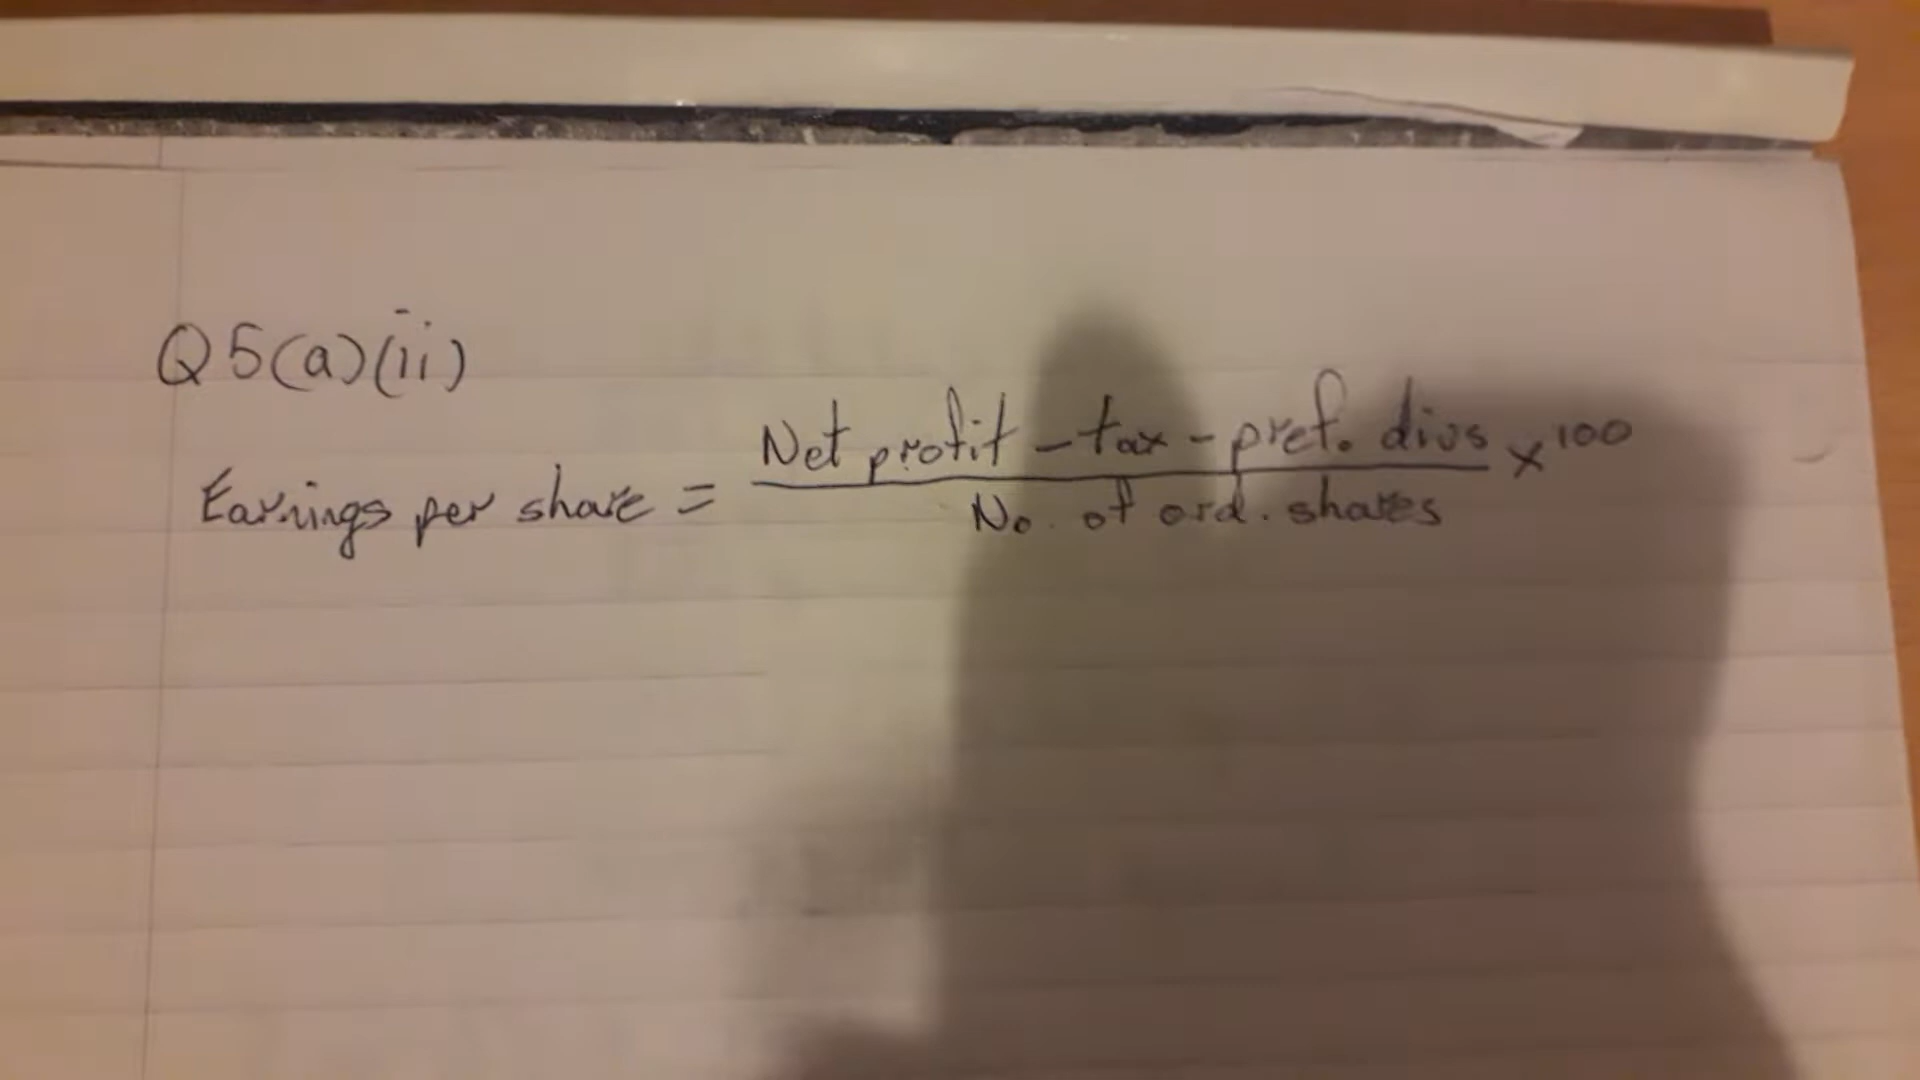 Q5(a)(ii)
Earnings per share = Net profit - tax - pref. divs × 100
No. of ord. shares